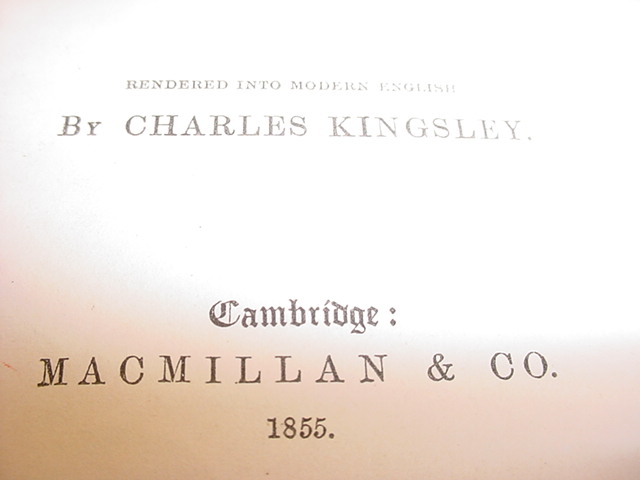 RENDERED INTO MODERN ENGLISH
By CHARLES KINGSLEY.
Cambridge:
MACMILLAN & CO.
1855.